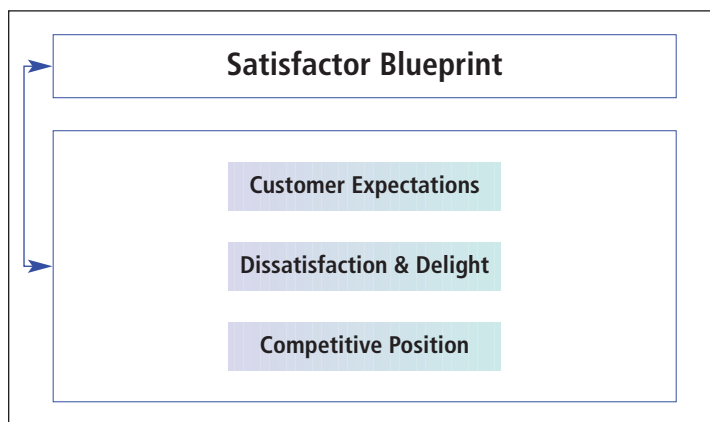 Satisfactor Blueprint
Customer Expectations
Dissatisfaction & Delight
Competitive Position